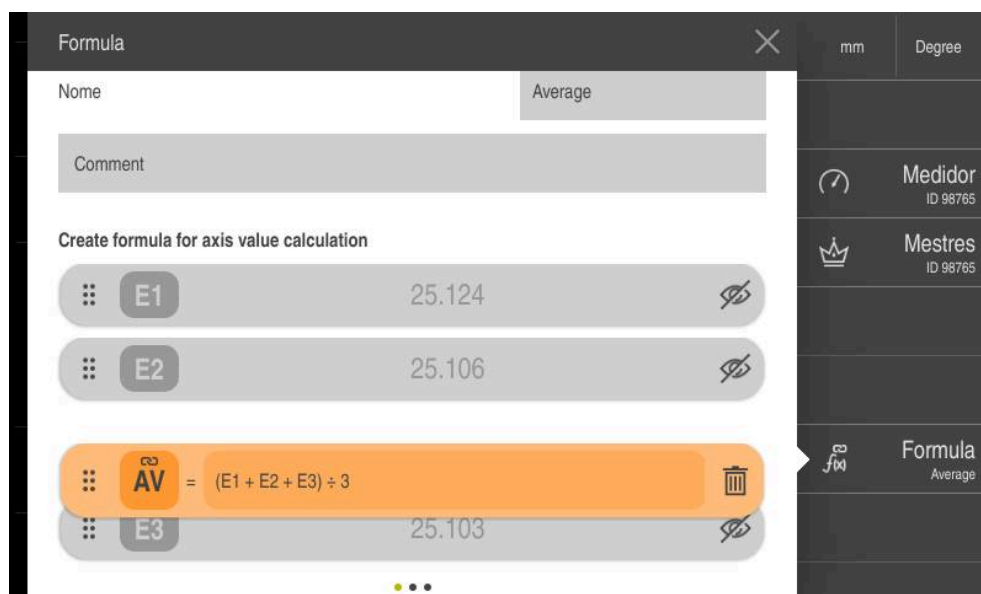 Formula
mm
Degree
Nome
Average
Comment
Medidor
ID 98765
Mestres
ID 98765
Create formula for axis value calculation
E1
25.124
E2
25.106
AV = (E1 + E2 + E3) ÷ 3
E3
25.103
f(x)
Formula
Average